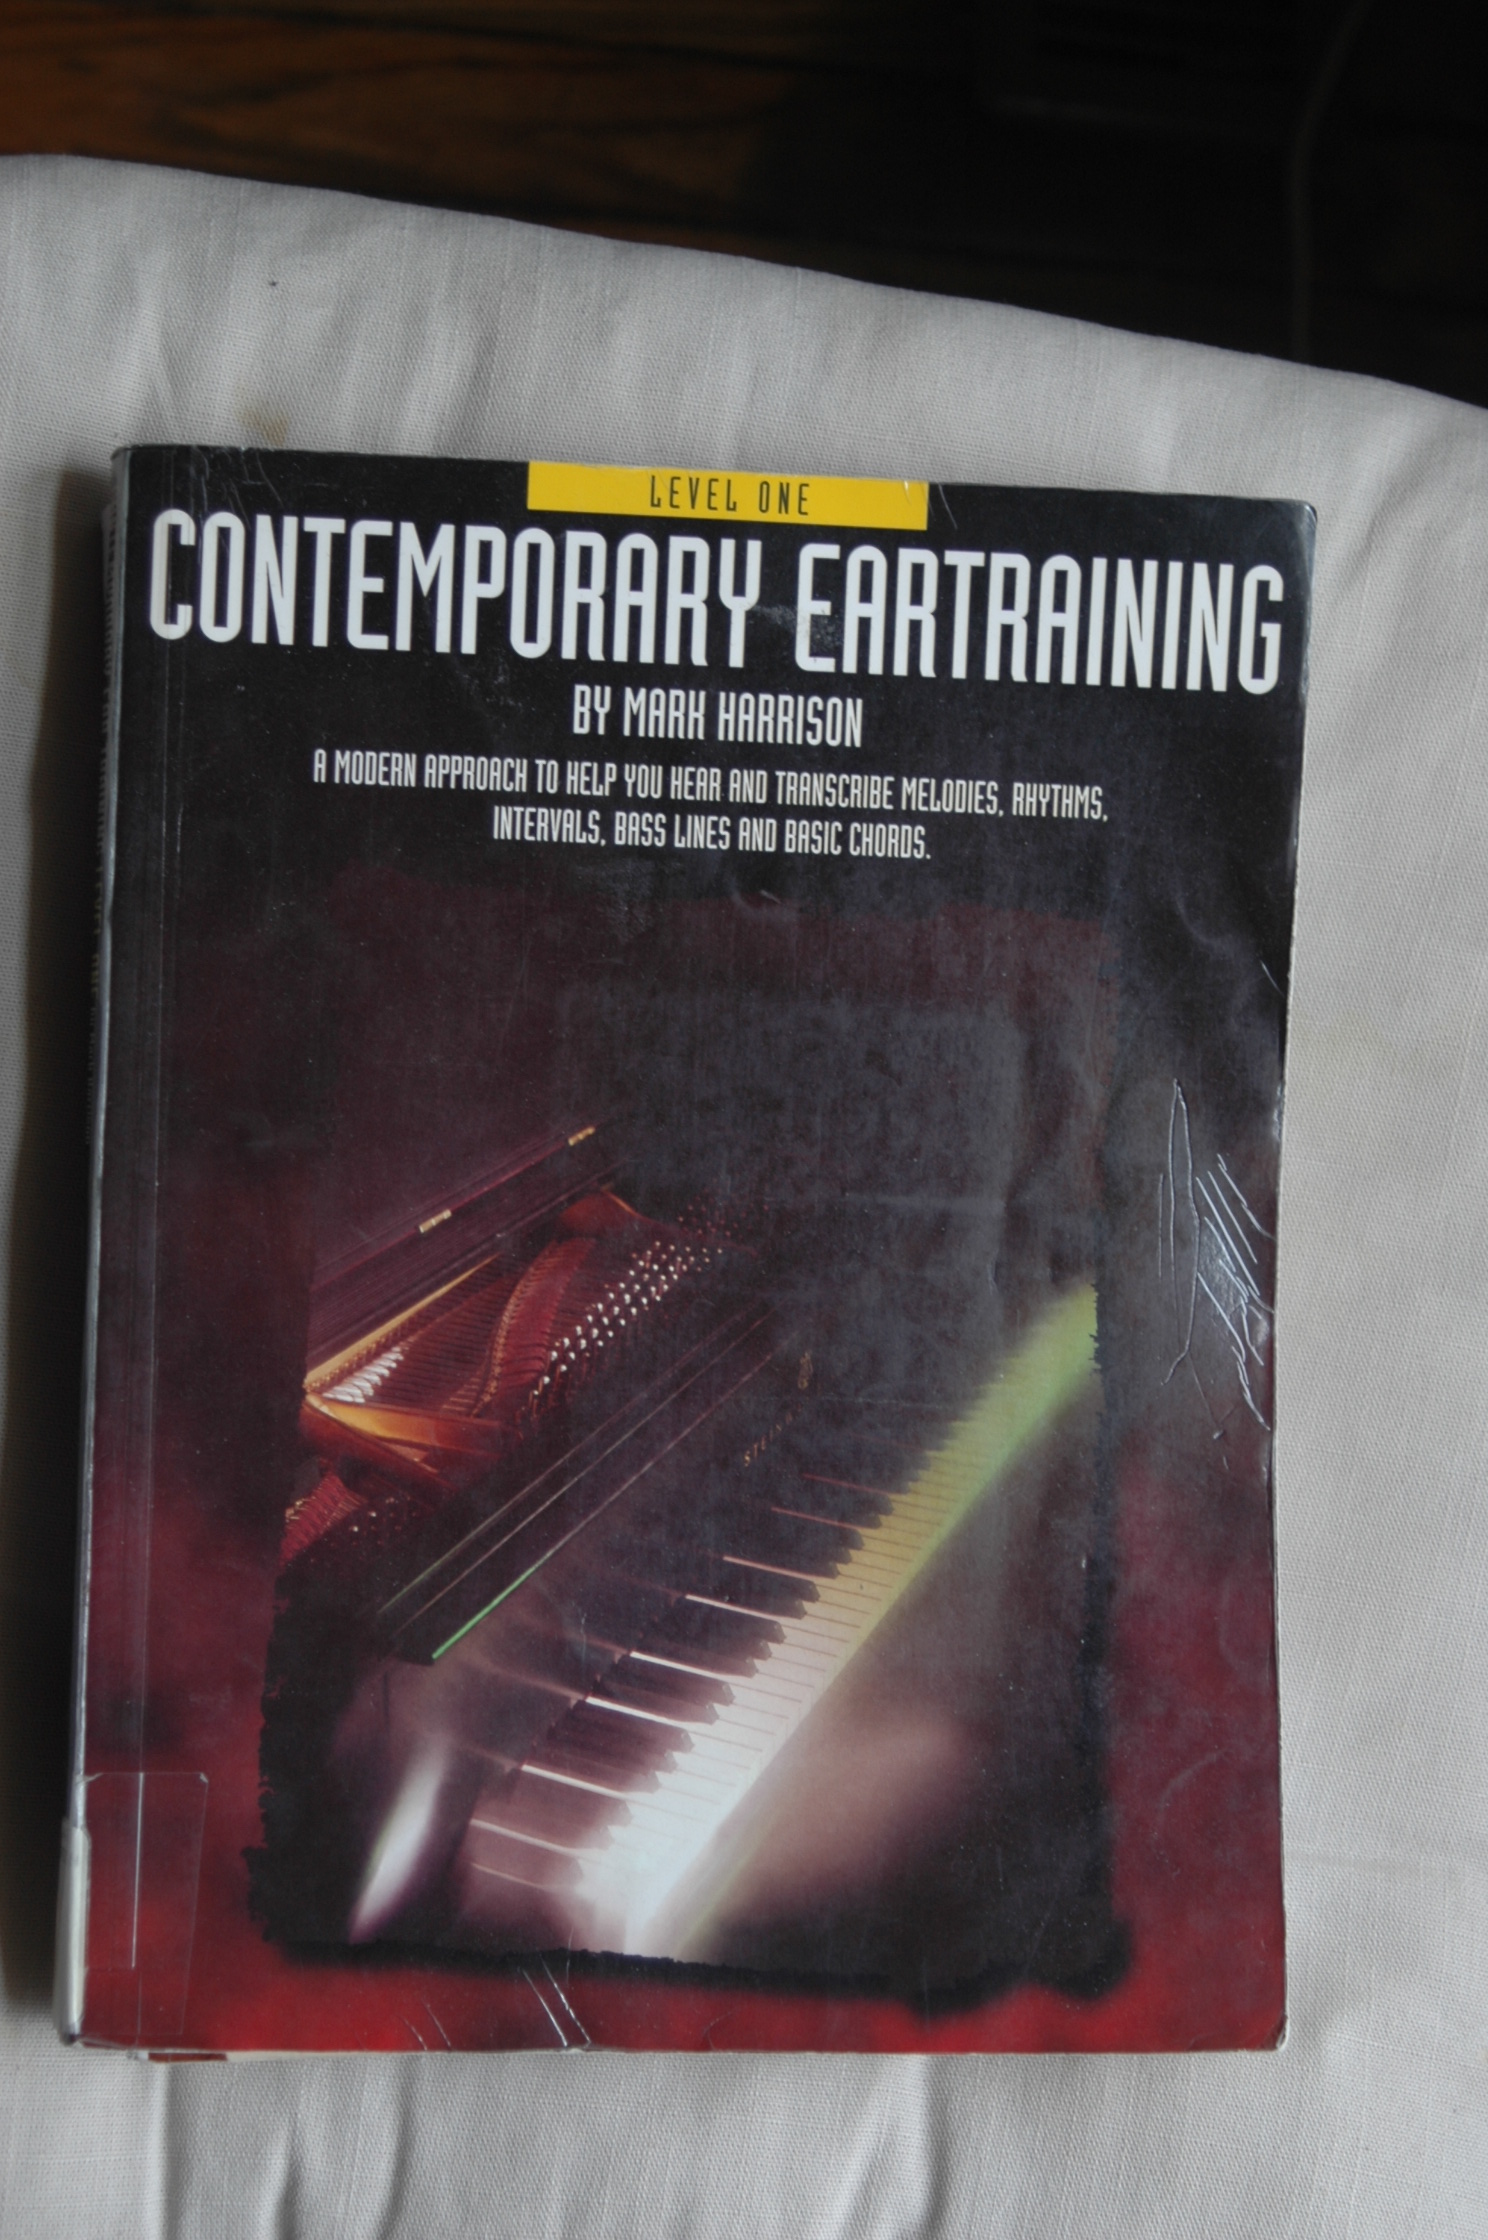 LEVEL ONE
CONTEMPORARY EARTRAINING
BY MARK HARRISON
A MODERN APPROACH TO HELP YOU HEAR AND TRANSCRIBE MELODIES, RHYTHMS,
INTERVALS, BASS LINES AND BASIC CHORDS.